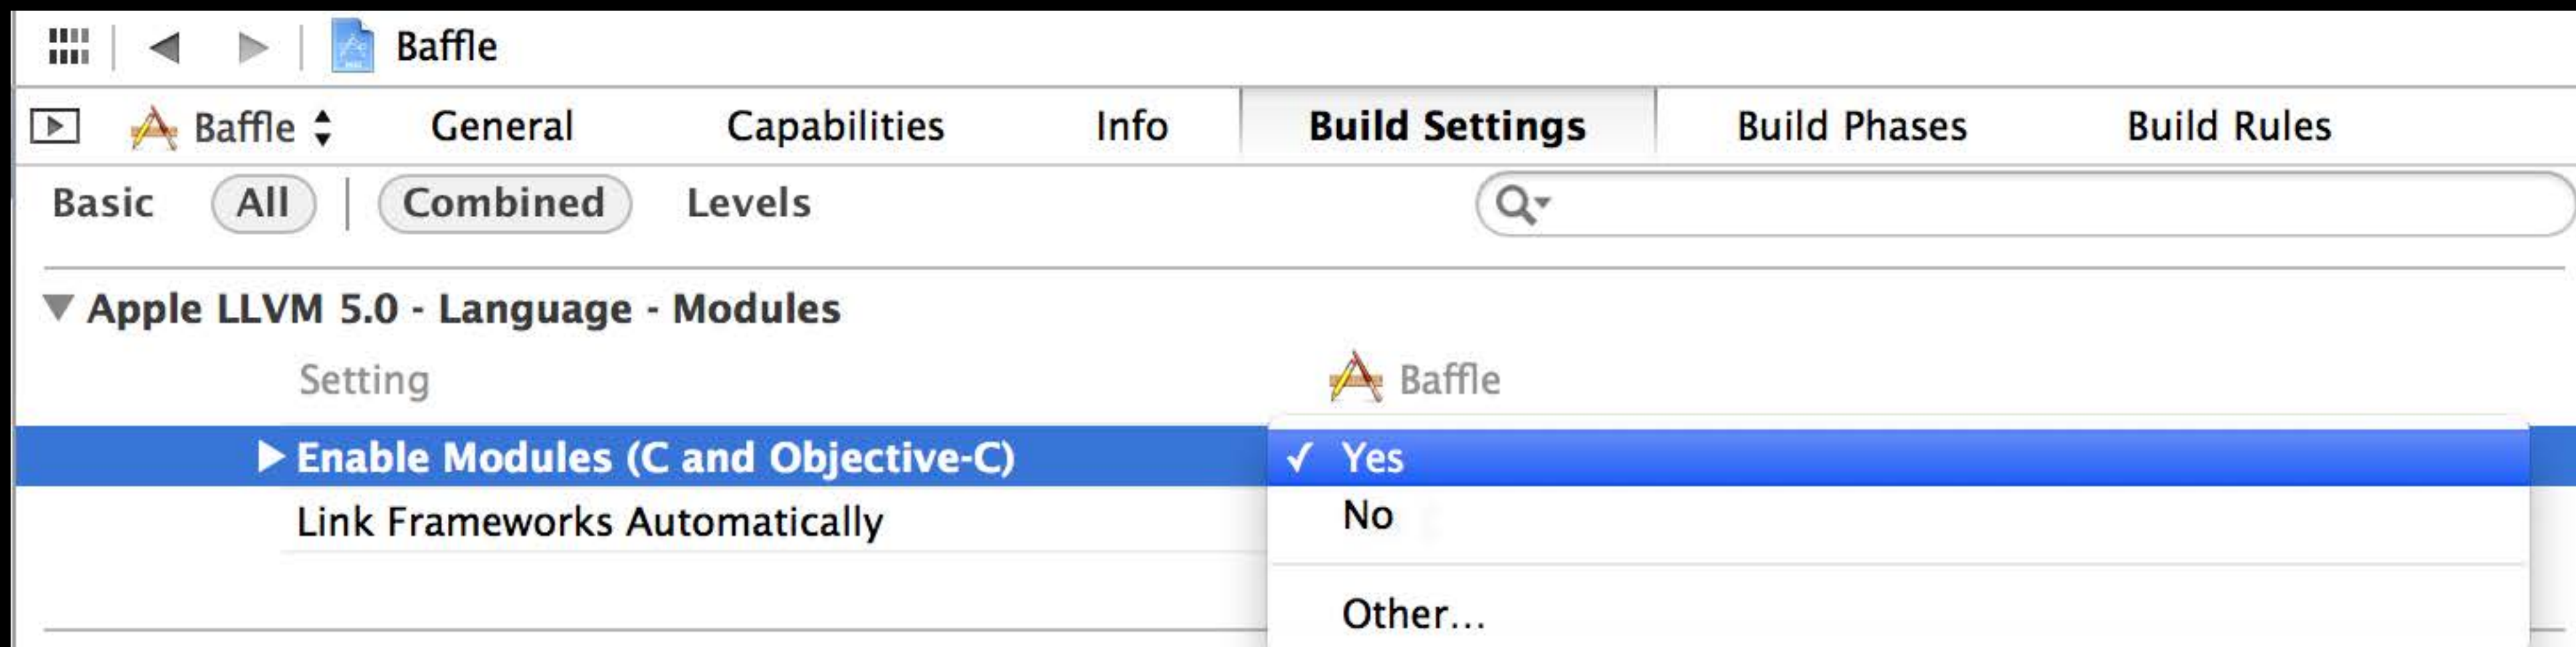 Baffle
Baffle General Capabilities Info Build Settings Build Phases Build Rules
Basic All Combined Levels
Apple LLVM 5.0 - Language - Modules
Setting Baffle
Enable Modules (C and Objective-C) ✓ Yes
Link Frameworks Automatically No
Other...